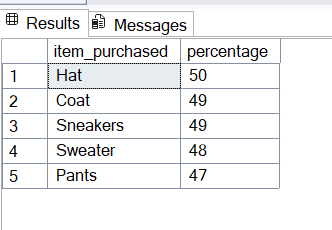 Results Messages
item_purchased percentage
1 Hat 50
2 Coat 49
3 Sneakers 49
4 Sweater 48
5 Pants 47